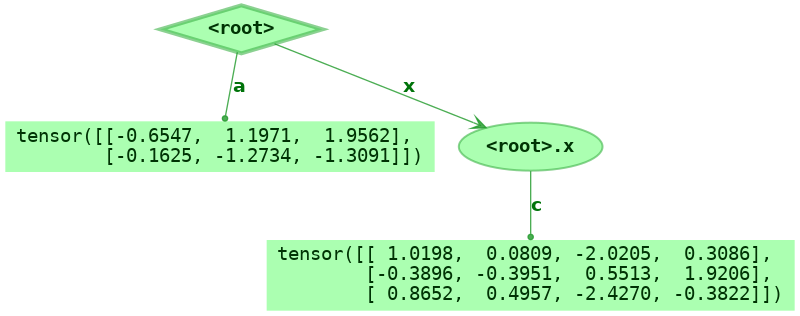 <root>
a
x
tensor([[-0.6547,  1.1971,  1.9562],
        [-0.1625, -1.2734, -1.3091]])
<root>.x
c
tensor([[ 1.0198,  0.0809, -2.0205,  0.3086],
        [-0.3896, -0.3951,  0.5513,  1.9206],
        [ 0.8652,  0.4957, -2.4270, -0.3822]])